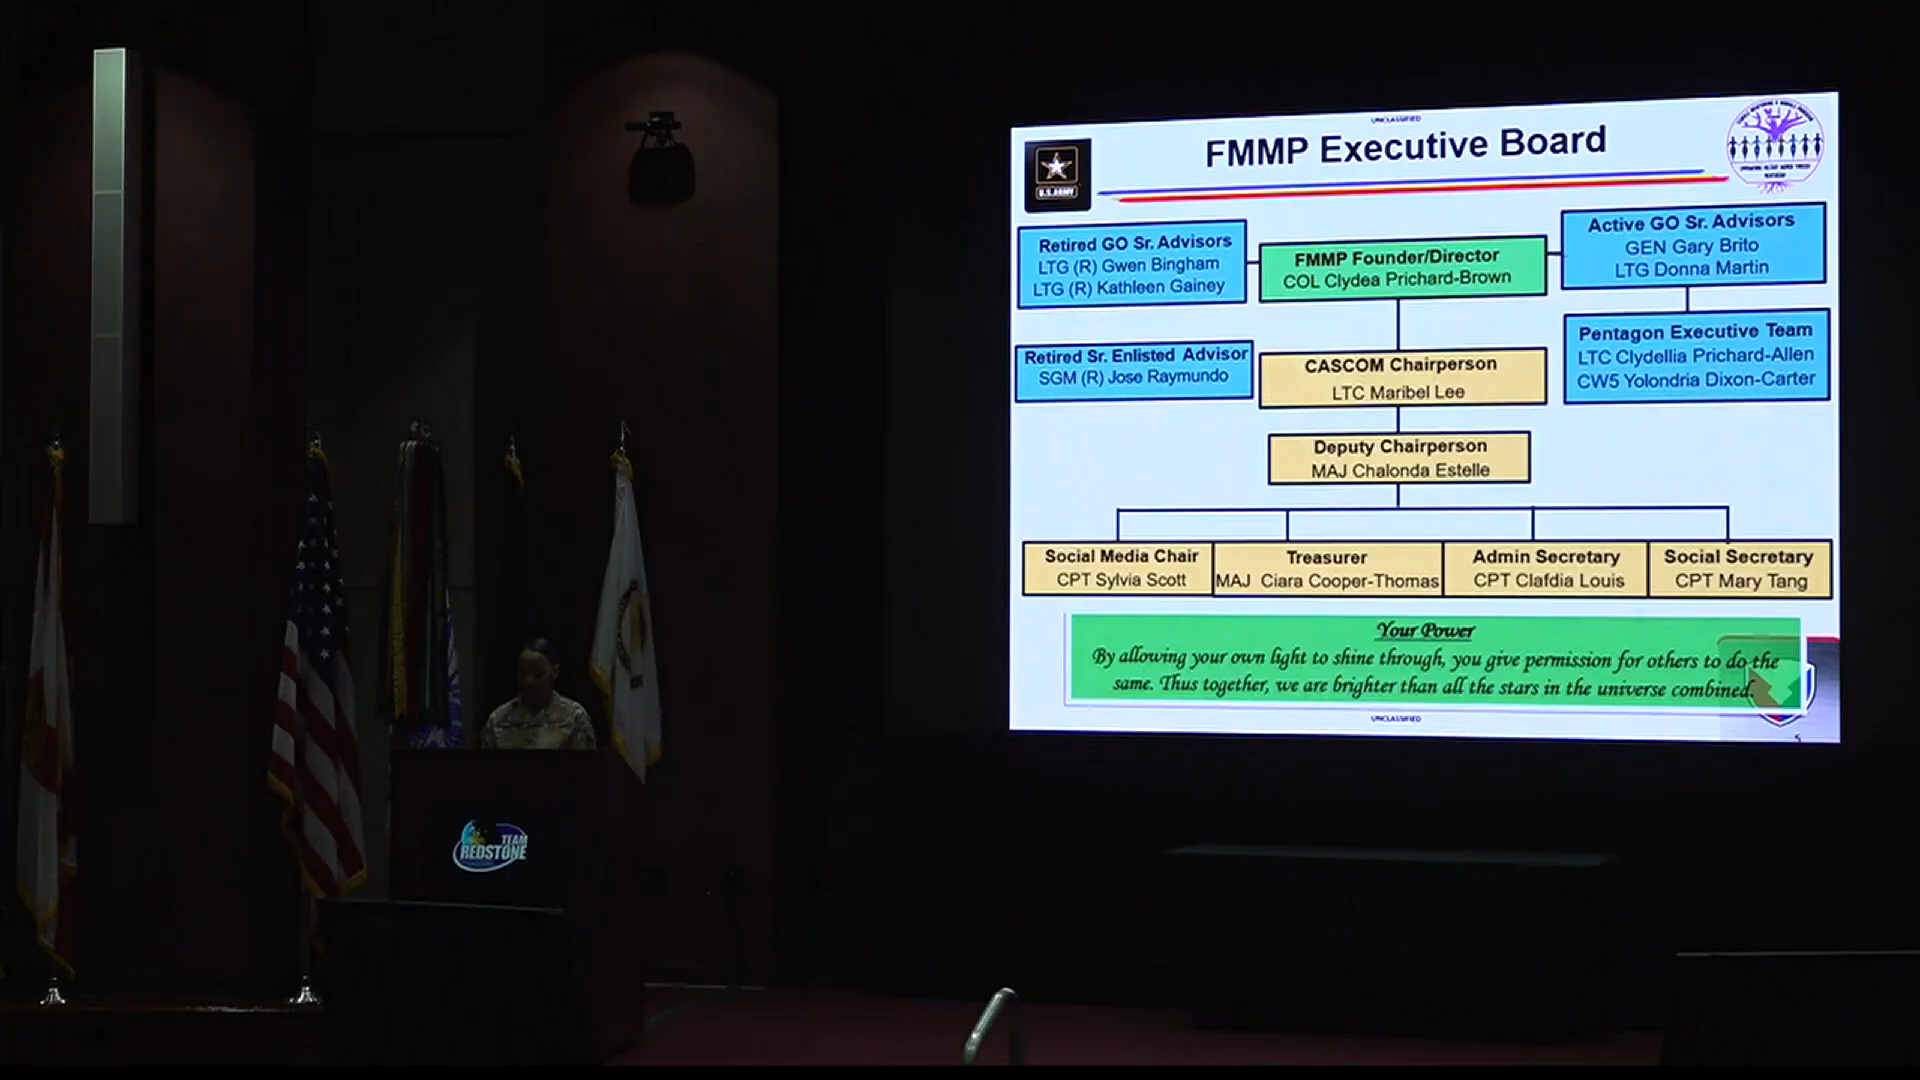 UNCLASSIFIED
FMMP Executive Board
U.S. ARMY
Retired GO Sr. Advisors
LTG (R) Gwen Bingham
LTG (R) Kathleen Gainey
FMMP Founder/Director
COL Clydea Prichard-Brown
Active GO Sr. Advisors
GEN Gary Brito
LTG Donna Martin
Retired Sr. Enlisted Advisor
SGM (R) Jose Raymundo
CASCOM Chairperson
LTC Maribel Lee
Pentagon Executive Team
LTC Clydellia Prichard-Allen
CW5 Yolondria Dixon-Carter
Deputy Chairperson
MAJ Chalonda Estelle
Social Media Chair
CPT Sylvia Scott
Treasurer
MAJ Ciara Cooper-Thomas
Admin Secretary
CPT Clafdia Louis
Social Secretary
CPT Mary Tang
Your Power
By allowing your own light to shine through, you give permission for others to do the
same. Thus together, we are brighter than all the stars in the universe combined.
UNCLASSIFIED
5
TEAM
REDSTONE